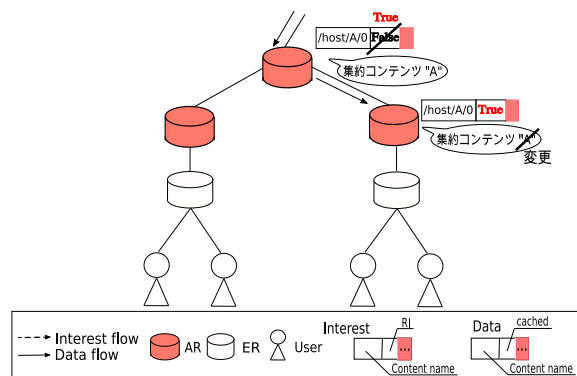 True
/host/A/0 False
集約コンテンツ "A"
/host/A/0 True
集約コンテンツ "A"
変更
Interest flow
Data flow
AR
ER
User
Interest
RI
...
Content name
Data
cached
...
Content name